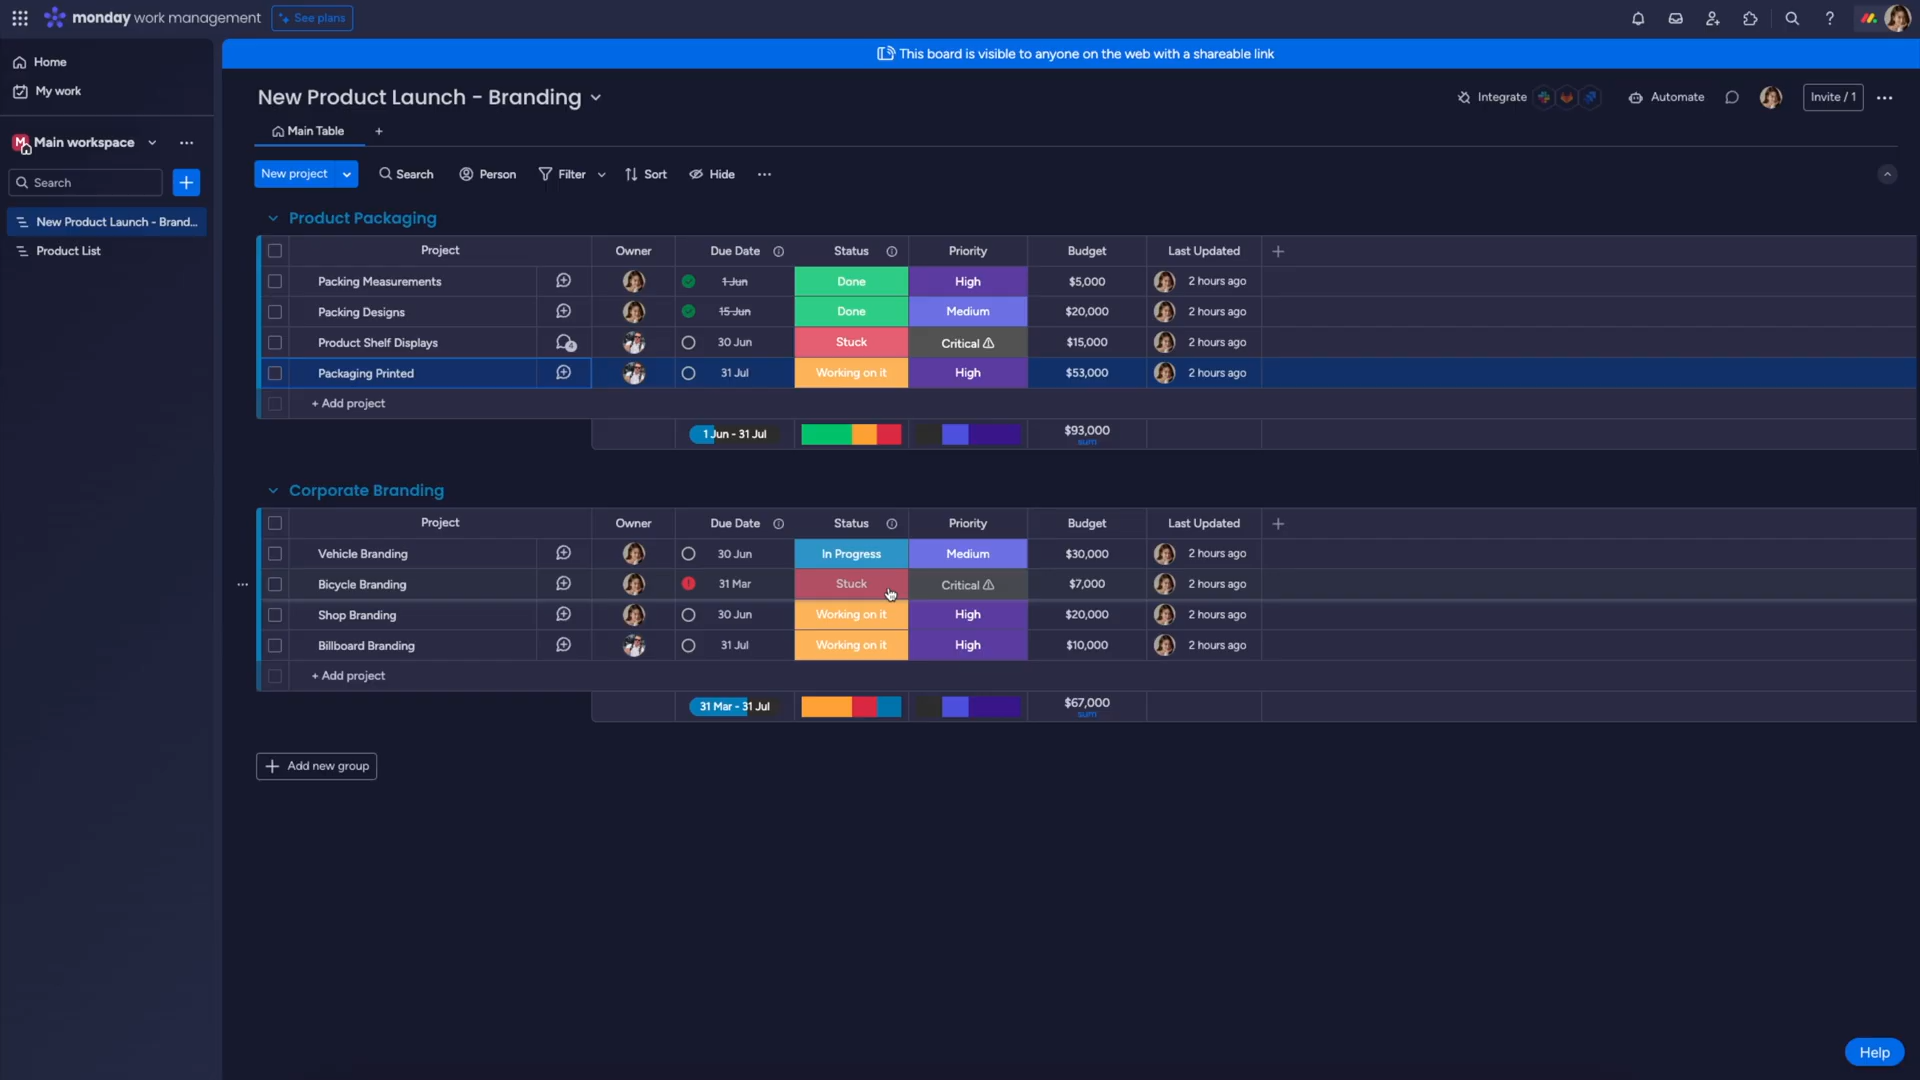 monday work management
See plans
This board is visible to anyone on the web with a shareable link
Home
My work
M Main workspace
Search
New Product Launch - Brand...
Product List
New Product Launch - Branding
Integrate
Automate
Invite / 1
Main Table
New project
Search
Person
Filter
Sort
Hide
Product Packaging
Project Owner Due Date Status Priority Budget Last Updated
Packing Measurements 1 Jun Done High $5,000 2 hours ago
Packing Designs 15 Jun Done Medium $20,000 2 hours ago
Product Shelf Displays 30 Jun Stuck Critical $15,000 2 hours ago
Packaging Printed 31 Jul Working on it High $53,000 2 hours ago
+ Add project
1 Jun - 31 Jul $93,000
sum
Corporate Branding
Project Owner Due Date Status Priority Budget Last Updated
Vehicle Branding 30 Jun In Progress Medium $30,000 2 hours ago
Bicycle Branding 31 Mar Stuck Critical $7,000 2 hours ago
Shop Branding 30 Jun Working on it High $20,000 2 hours ago
Billboard Branding 31 Jul Working on it High $10,000 2 hours ago
+ Add project
31 Mar - 31 Jul $67,000
sum
Add new group
Help